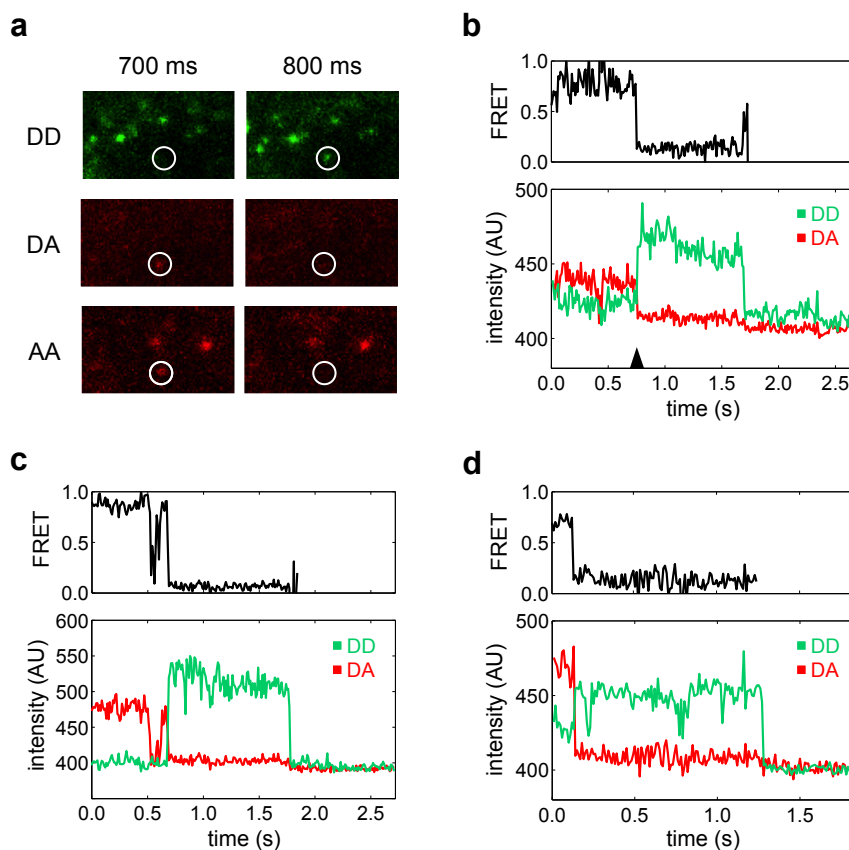 a
700 ms 800 ms
DD
DA
AA
b
1.0
0.5
0.0
FRET
500
450
400
intensity (AU)
DD
DA
0.0 0.5 1.0 1.5 2.0 2.5
time (s)
c
1.0
0.5
0.0
FRET
600
550
500
450
400
intensity (AU)
DD
DA
0.0 0.5 1.0 1.5 2.0 2.5
time (s)
d
1.0
0.5
0.0
FRET
500
450
400
intensity (AU)
DD
DA
0.0 0.5 1.0 1.5
time (s)